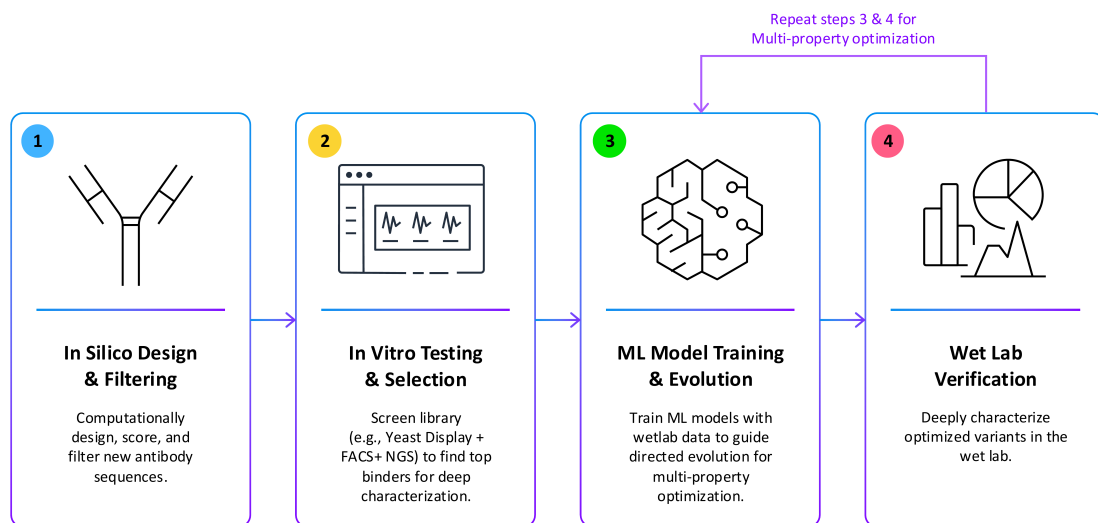 Repeat steps 3 & 4 for
Multi-property optimization
1
In Silico Design
& Filtering
Computationally
design, score, and
filter new antibody
sequences.
2
In Vitro Testing
& Selection
Screen library
(e.g., Yeast Display +
FACS+ NGS) to find top
binders for deep
characterization.
3
ML Model Training
& Evolution
Train ML models with
wetlab data to guide
directed evolution for
multi-property
optimization.
4
Wet Lab
Verification
Deeply characterize
optimized variants in the
wet lab.